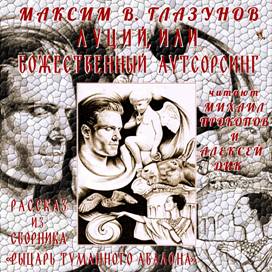 МАКСИМ В. ГЛАЗУНОВ
ЛУЦИЙ, ИЛИ
БОЖЕСТВЕННЫЙ АУТСОРСИНГ
читают
МИХАИЛ
ПРОКОПОВ
И
АЛЕКСЕЙ
ДИК
РАССКАЗ
ИЗ
СБОРНИКА
«РЫЦАРЬ ТУМАННОГО АВАЛОНА»